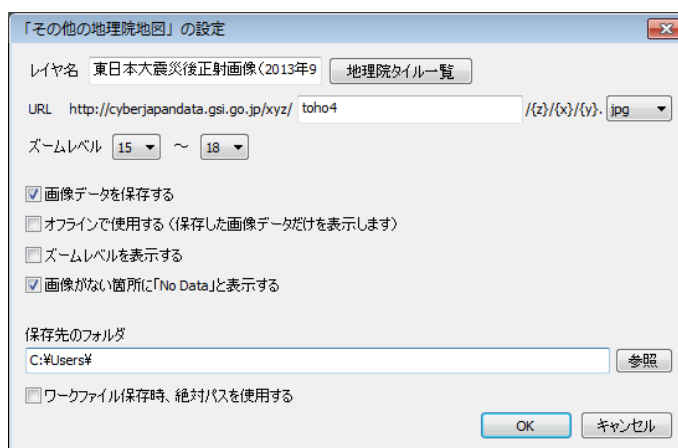 「その他の地理院地図」の設定
レイヤ名 東日本大震災後正射画像(2013年9 地理院タイル一覧
URL http://cyberjapandata.gsi.go.jp/xyz/ toho4 /{z}/{x}/{y}. jpg
ズームレベル 15 ～ 18
画像データを保存する
オフラインで使用する(保存した画像データだけを表示します)
ズームレベルを表示する
画像がない箇所に「No Data」と表示する
保存先のフォルダ
C:¥Users¥ 参照
ワークファイル保存時、絶対パスを使用する
OK キャンセル